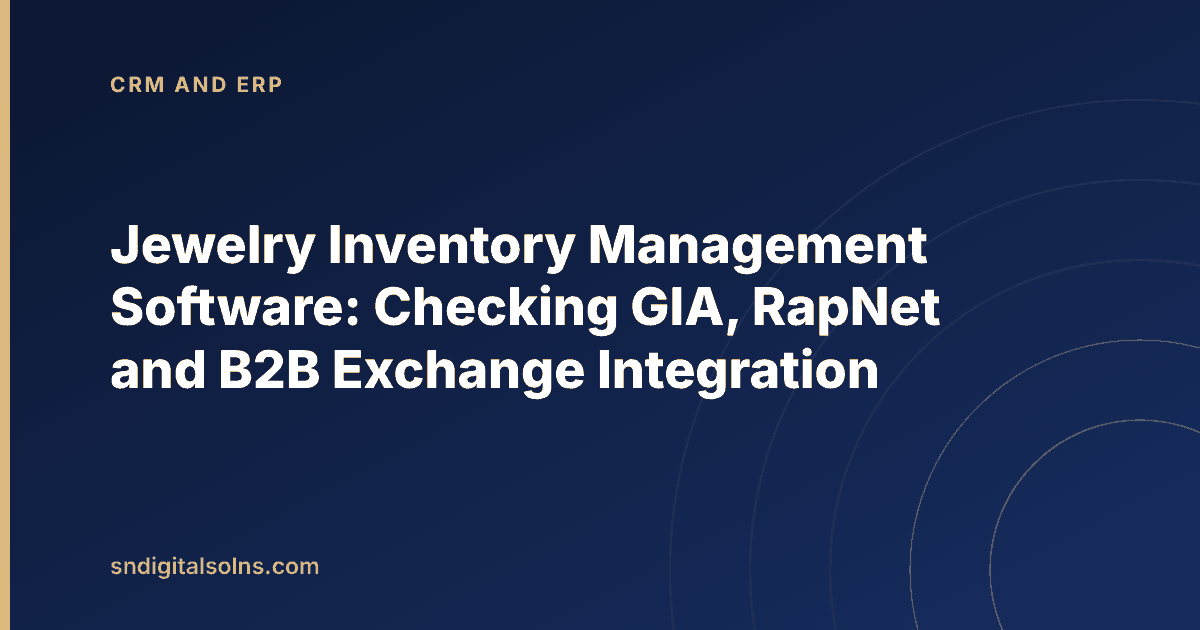 CRM AND ERP
Jewelry Inventory Management
Software: Checking GIA, RapNet
and B2B Exchange Integration
sndigitalsolns.com